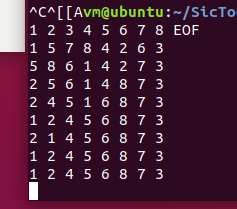 ^C^[[Avm@ubuntu:~/SicToo
1 2 3 4 5 6 7 8 EOF
1 5 7 8 4 2 6 3
5 8 6 1 4 2 7 3
2 5 6 1 4 8 7 3
2 4 5 1 6 8 7 3
1 4 2 5 6 8 7 3
2 1 4 5 6 8 7 3
1 2 4 5 6 8 7 3
1 2 4 5 6 8 7 3